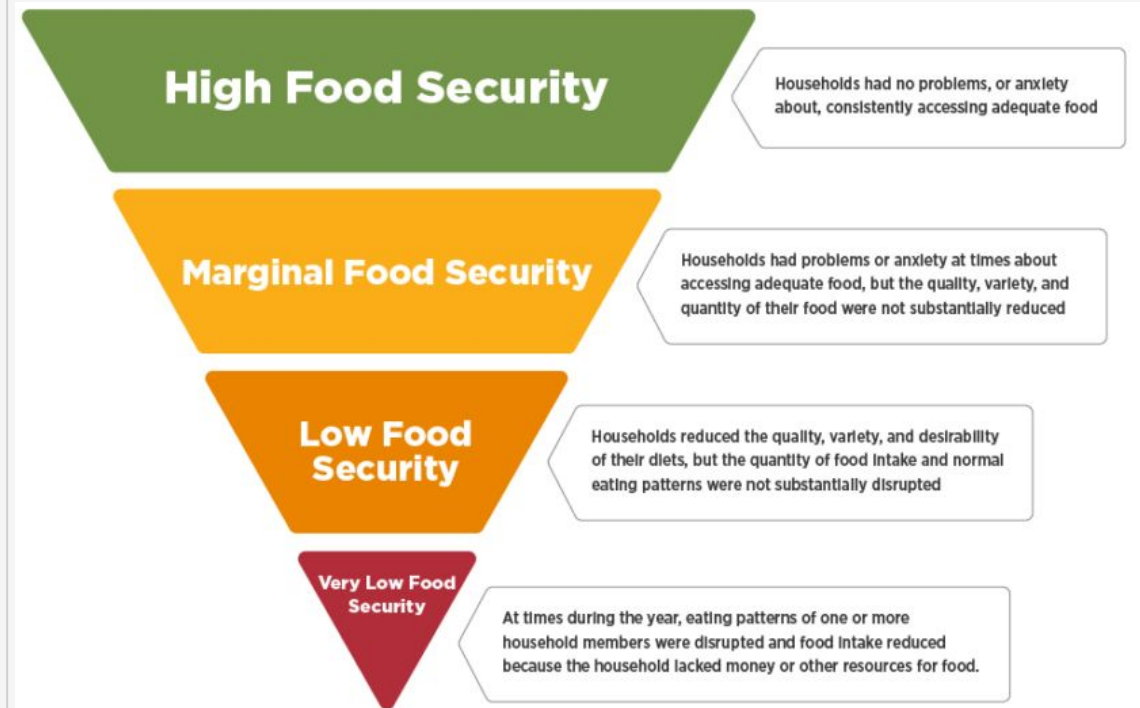 High Food Security
Households had no problems, or anxiety
about, consistently accessing adequate food
Marginal Food Security
Households had problems or anxiety at times about
accessing adequate food, but the quality, variety, and
quantity of their food were not substantially reduced
Low Food
Security
Households reduced the quality, variety, and desirability
of their diets, but the quantity of food intake and normal
eating patterns were not substantially disrupted
Very Low Food
Security
At times during the year, eating patterns of one or more
household members were disrupted and food intake reduced
because the household lacked money or other resources for food.